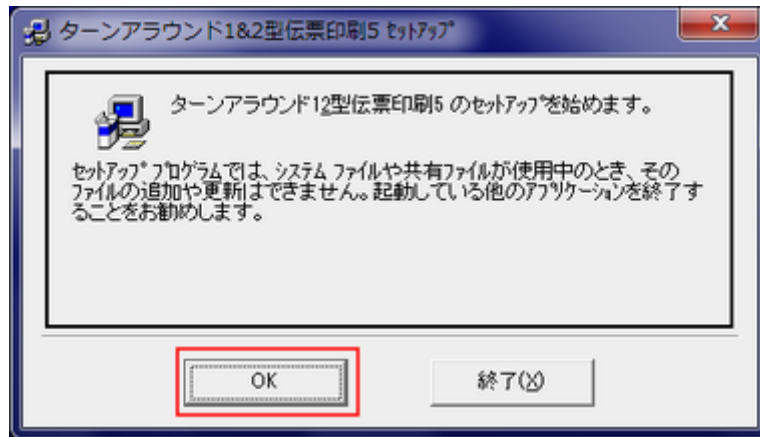 ターンアラウンド1&2型伝票印刷5 ｾｯﾄｱｯﾌﾟ
ターンアラウンド12型伝票印刷5 のｾｯﾄｱｯﾌﾟを始めます。
ｾｯﾄｱｯﾌﾟ ﾌﾟﾛｸﾞﾗﾑでは、ｼｽﾃﾑ ﾌｧｲﾙや共有ﾌｧｲﾙが使用中のとき、その
ﾌｧｲﾙの追加や更新はできません。起動している他のｱﾌﾟﾘｹｰｼｮﾝを終了す
ることをお勧めします。
OK
終了(X)